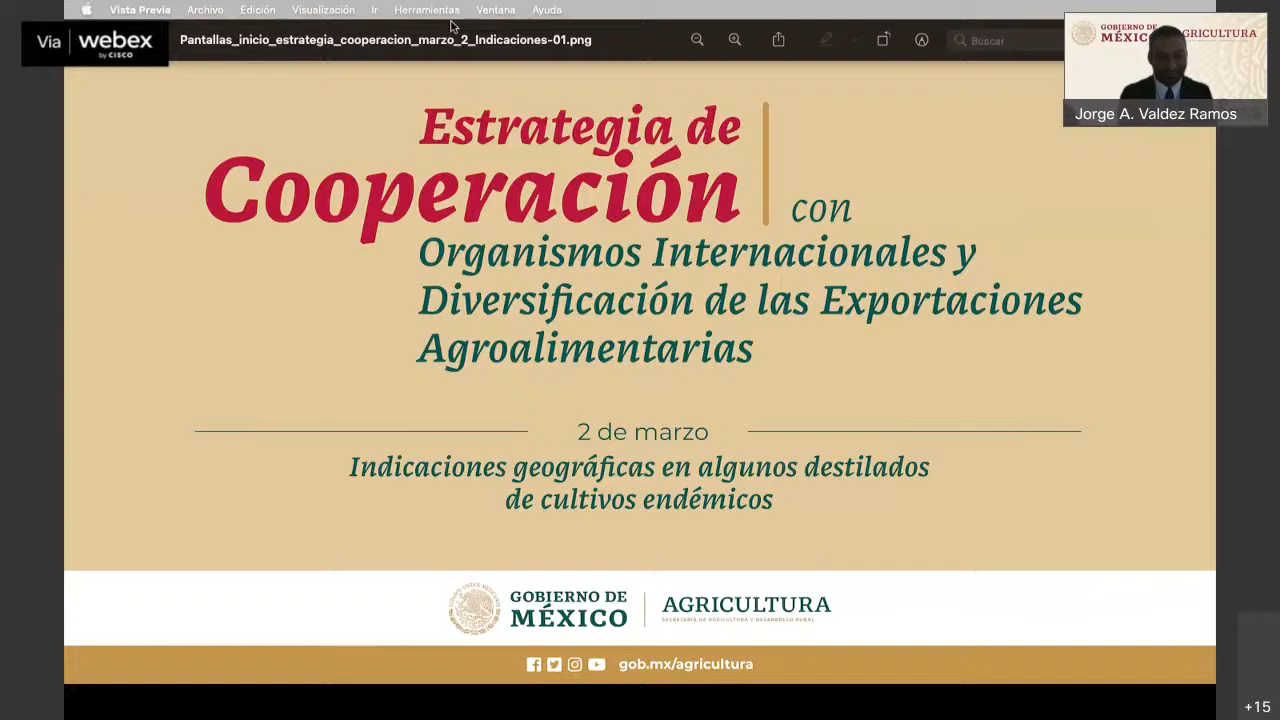 Vista Previa Archivo Edición Visualización Ir Herramientas Ventana Ayuda
Via webex
by CISCO
Pantallas_inicio_estrategia_cooperacion_marzo_2_Indicaciones-01.png
Buscar
GOBIERNO DE
MÉXICO
AGRICULTURA
Jorge A. Valdez Ramos
Estrategia de
Cooperación
con
Organismos Internacionales y
Diversificación de las Exportaciones
Agroalimentarias
2 de marzo
Indicaciones geográficas en algunos destilados
de cultivos endémicos
GOBIERNO DE
MÉXICO
AGRICULTURA
SECRETARÍA DE AGRICULTURA Y DESARROLLO RURAL
gob.mx/agricultura
+15